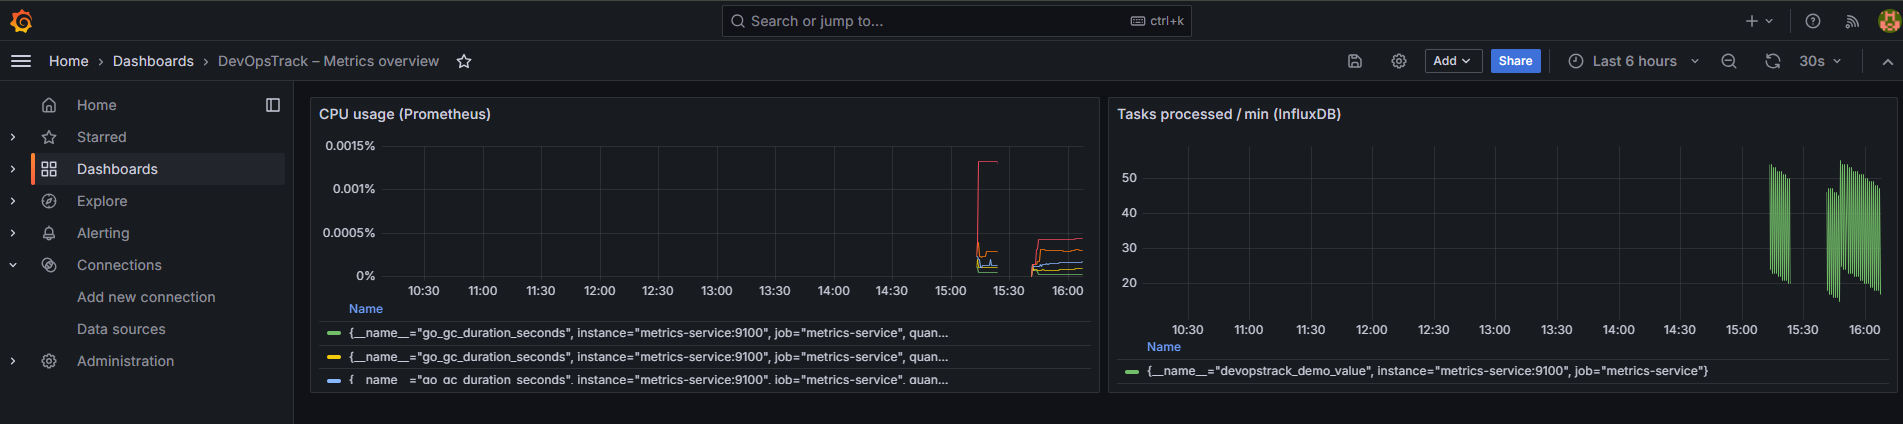 Search or jump to...
ctrl+k
Home › Dashboards › DevOpsTrack – Metrics overview
Add
Share
Last 6 hours
30s
Home
Starred
Dashboards
Explore
Alerting
Connections
Add new connection
Data sources
Administration
CPU usage (Prometheus)
0.0015%
0.001%
0.0005%
0%
10:30 11:00 11:30 12:00 12:30 13:00 13:30 14:00 14:30 15:00 15:30 16:00
Name
{__name__="go_gc_duration_seconds", instance="metrics-service:9100", job="metrics-service", quan...
{__name__="go_gc_duration_seconds", instance="metrics-service:9100", job="metrics-service", quan...
{__name__="go_gc_duration_seconds", instance="metrics-service:9100", job="metrics-service", quan...
Tasks processed / min (InfluxDB)
50
40
30
20
10:30 11:00 11:30 12:00 12:30 13:00 13:30 14:00 14:30 15:00 15:30 16:00
Name
{__name__="devopstrack_demo_value", instance="metrics-service:9100", job="metrics-service"}